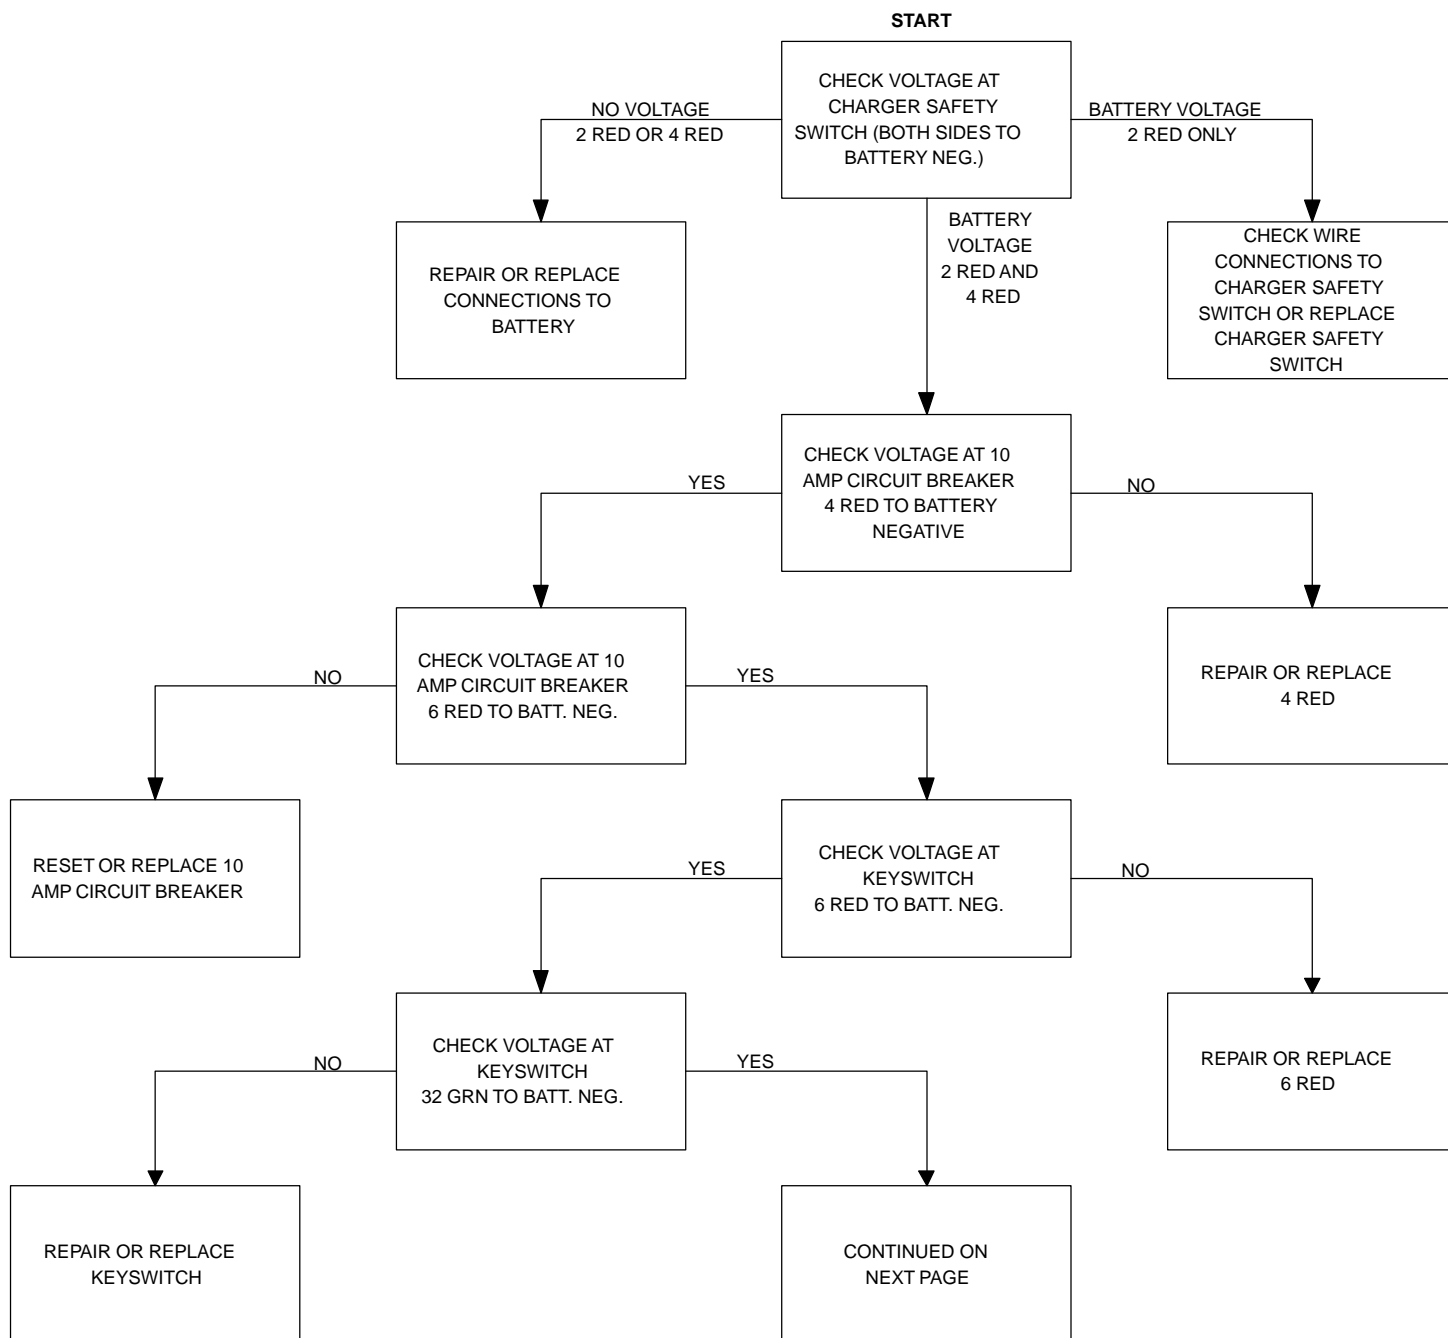 START
CHECK VOLTAGE AT
CHARGER SAFETY
SWITCH (BOTH SIDES TO
BATTERY NEG.)
NO VOLTAGE
2 RED OR 4 RED
BATTERY VOLTAGE
2 RED ONLY
BATTERY
VOLTAGE
2 RED AND
4 RED
REPAIR OR REPLACE
CONNECTIONS TO
BATTERY
CHECK WIRE
CONNECTIONS TO
CHARGER SAFETY
SWITCH OR REPLACE
CHARGER SAFETY
SWITCH
CHECK VOLTAGE AT 10
AMP CIRCUIT BREAKER
4 RED TO BATTERY
NEGATIVE
YES
NO
CHECK VOLTAGE AT 10
AMP CIRCUIT BREAKER
6 RED TO BATT. NEG.
NO
YES
REPAIR OR REPLACE
4 RED
RESET OR REPLACE 10
AMP CIRCUIT BREAKER
CHECK VOLTAGE AT
KEYSWITCH
6 RED TO BATT. NEG.
YES
NO
CHECK VOLTAGE AT
KEYSWITCH
32 GRN TO BATT. NEG.
NO
YES
REPAIR OR REPLACE
6 RED
REPAIR OR REPLACE
KEYSWITCH
CONTINUED ON
NEXT PAGE